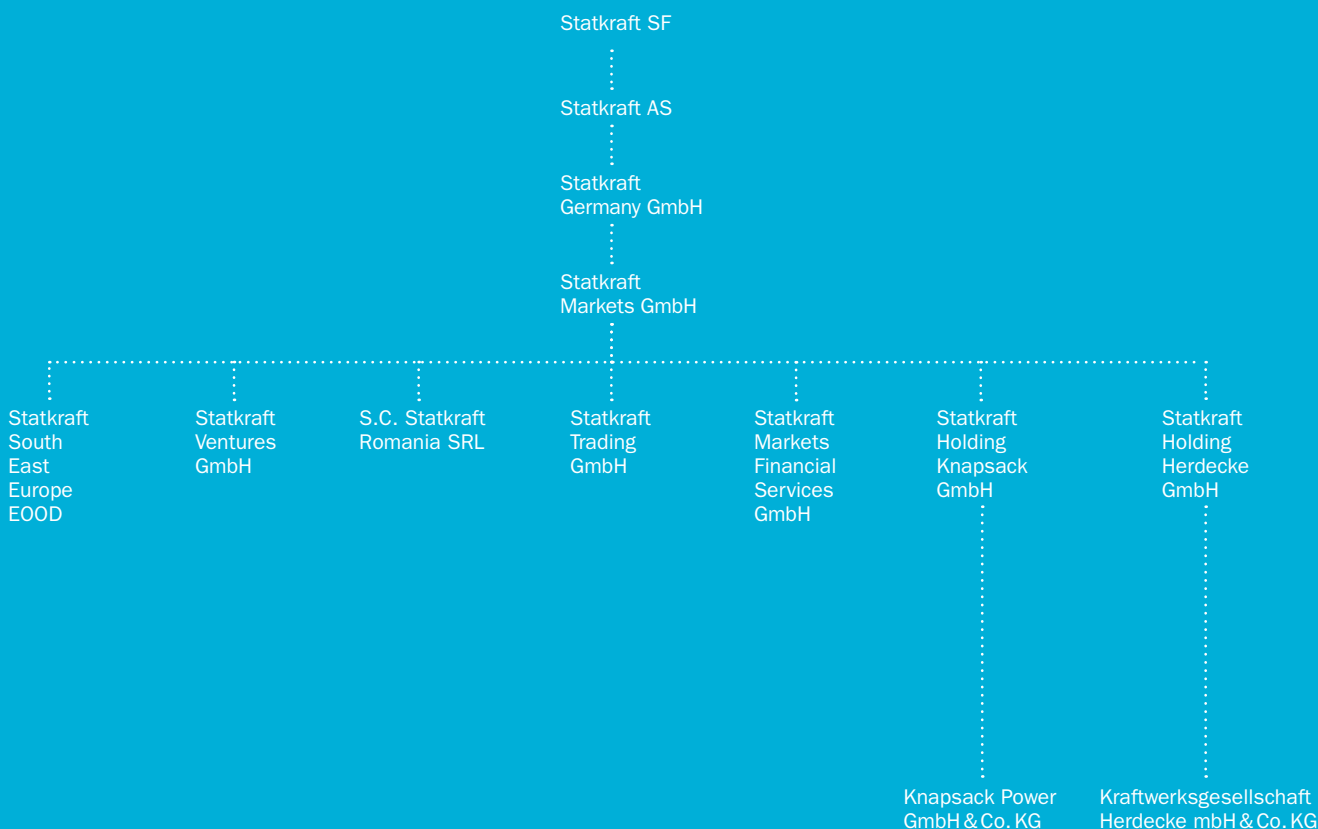 Statkraft SF
Statkraft AS
Statkraft
Germany GmbH
Statkraft
Markets GmbH
Statkraft
South
East
Europe
EOOD
Statkraft
Ventures
GmbH
S.C. Statkraft
Romania SRL
Statkraft
Trading
GmbH
Statkraft
Markets
Financial
Services
GmbH
Statkraft
Holding
Knapsack
GmbH
Statkraft
Holding
Herdecke
GmbH
Knapsack Power
GmbH & Co. KG
Kraftwerksgesellschaft
Herdecke mbH & Co. KG